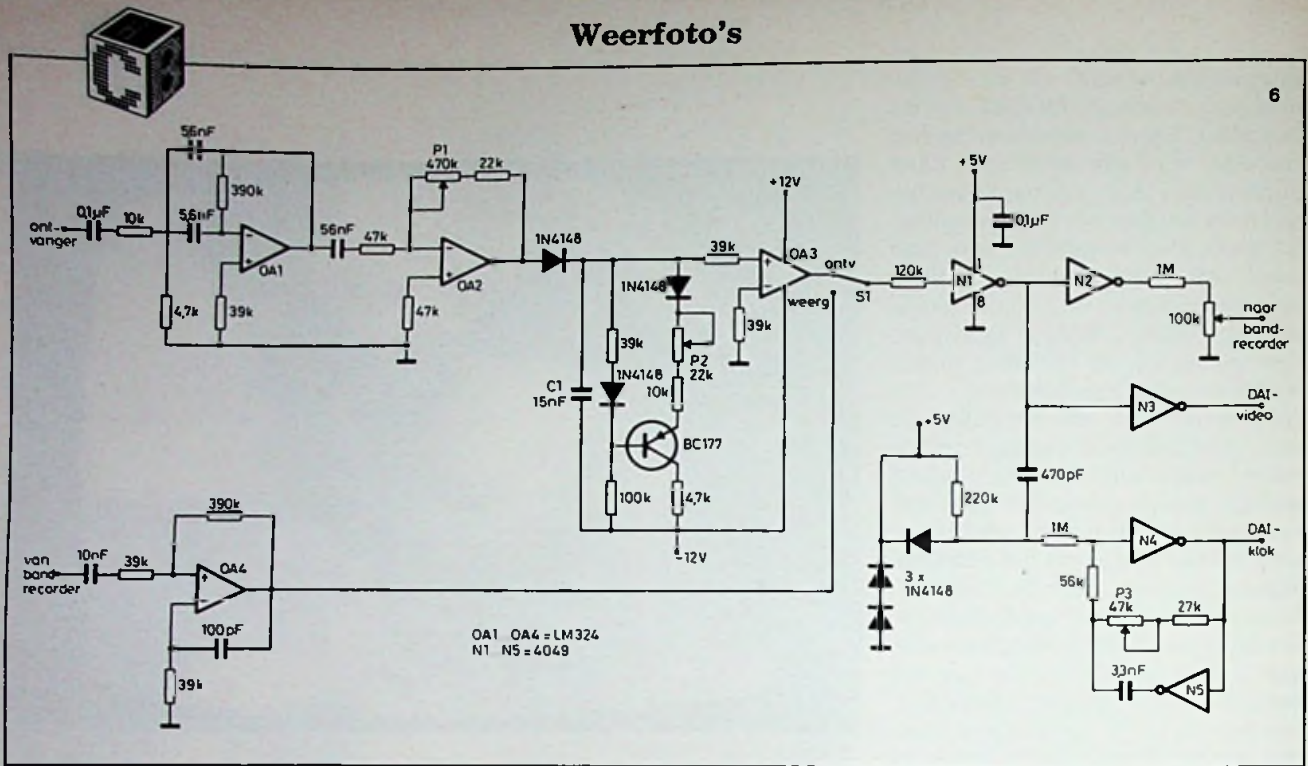 Weerfoto's
C
6
56nF
390k
0,1µF
10k
5,6nF
ont-
vanger
OA1
4,7k
39k
56nF
47k
P1
470k
22k
OA2
47k
1N4148
C1
15nF
39k
1N4148
100k
1N4148
P2
22k
10k
BC177
4,7k
-12V
39k
39k
+12V
OA3
ontv
weerg
S1
120k
+5V
0,1µF
N1
1
8
N2
1M
100k
naar
band-
recorder
N3
DAI-
video
470pF
+5V
220k
3 x
1N4148
1M
N4
DAI-
klok
56k
P3
47k
27k
3,3nF
N5
van
band-
recorder
10nF
39k
390k
OA4
100pF
39k
OA1 OA4 = LM324
N1 N5 = 4049